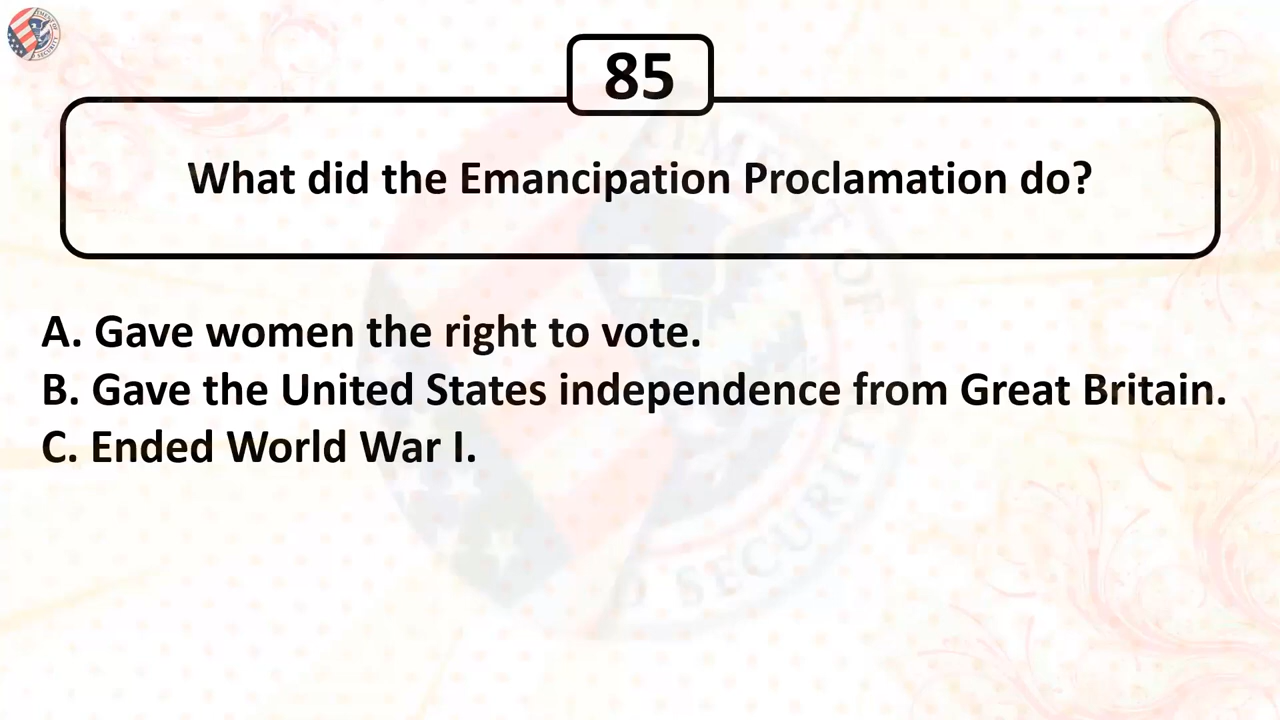 85
What did the Emancipation Proclamation do?
A. Gave women the right to vote.
B. Gave the United States independence from Great Britain.
C. Ended World War I.